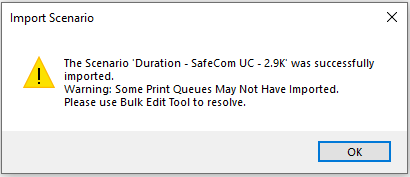 Import Scenario
The Scenario 'Duration - SafeCom UC - 2.9K' was successfully
imported.
Warning: Some Print Queues May Not Have Imported.
Please use Bulk Edit Tool to resolve.
OK